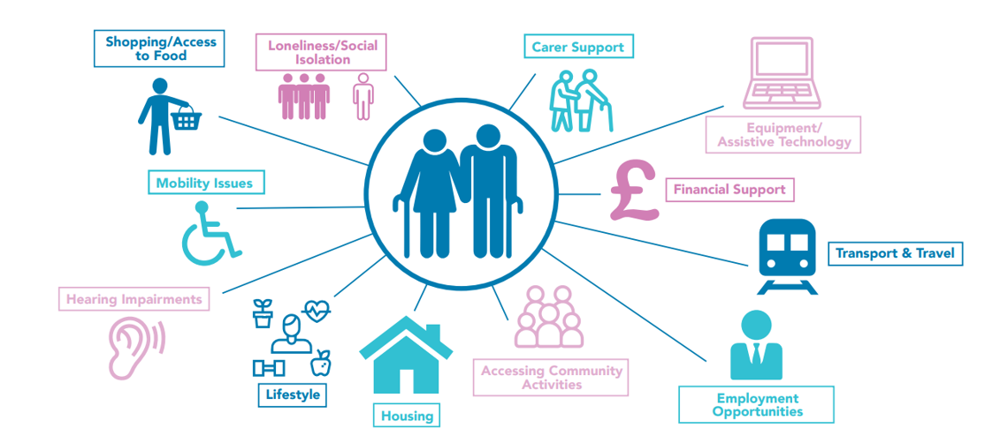 Shopping/Access
to Food
Loneliness/Social
Isolation
Carer Support
Equipment/
Assistive Technology
Mobility Issues
£
Financial Support
Transport & Travel
Hearing Impairments
Lifestyle
Housing
Accessing Community
Activities
Employment
Opportunities